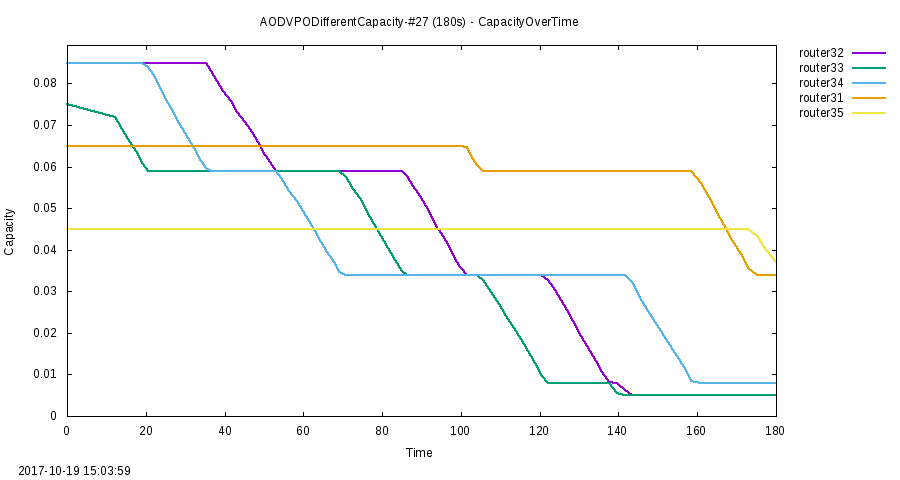 AODVPODifferentCapacity-#27 (180s) - CapacityOverTime
router32
router33
router34
router31
router35
Capacity
0.08
0.07
0.06
0.05
0.04
0.03
0.02
0.01
0
0 20 40 60 80 100 120 140 160 180
Time
2017-10-19 15:03:59